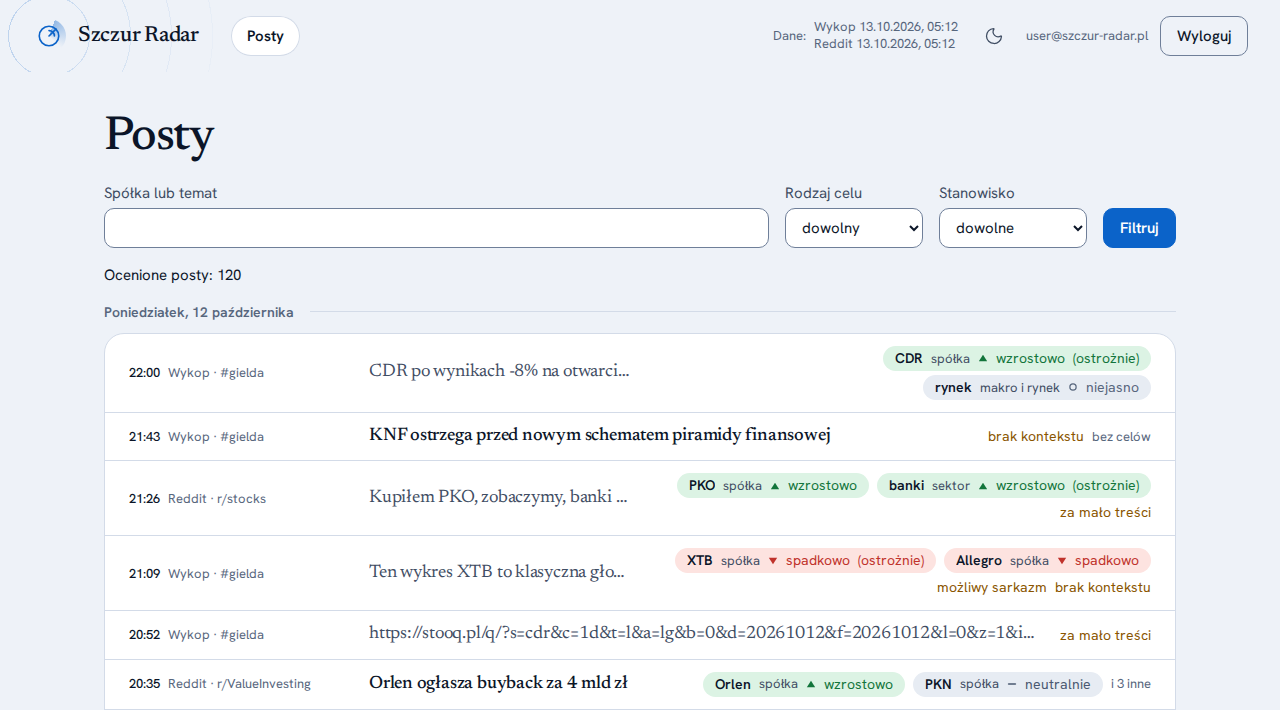 Szczur Radar
Posty
Dane:
Wykop 13.10.2026, 05:12
Reddit 13.10.2026, 05:12
user@szczur-radar.pl
Wyloguj
Posty
Spółka lub temat
Rodzaj celu
Stanowisko
dowolny
dowolne
Filtruj
Ocenione posty: 120
Poniedziałek, 12 października
22:00 Wykop · #gielda
CDR po wynikach -8% na otwarci...
CDR spółka ▲ wzrostowo (ostrożnie)
rynek makro i rynek niejasno
21:43 Wykop · #gielda
KNF ostrzega przed nowym schematem piramidy finansowej
brak kontekstu bez celów
21:26 Reddit · r/stocks
Kupiłem PKO, zobaczymy, banki ...
PKO spółka ▲ wzrostowo
banki sektor ▲ wzrostowo (ostrożnie)
za mało treści
21:09 Wykop · #gielda
Ten wykres XTB to klasyczna gło...
XTB spółka ▼ spadkowo (ostrożnie)
Allegro spółka ▼ spadkowo
możliwy sarkazm brak kontekstu
20:52 Wykop · #gielda
https://stooq.pl/q/?s=cdr&c=1d&t=l&a=lg&b=0&d=20261012&f=20261012&l=0&z=1&i...
za mało treści
20:35 Reddit · r/ValueInvesting
Orlen ogłasza buyback za 4 mld zł
Orlen spółka ▲ wzrostowo
PKN spółka – neutralnie
i 3 inne